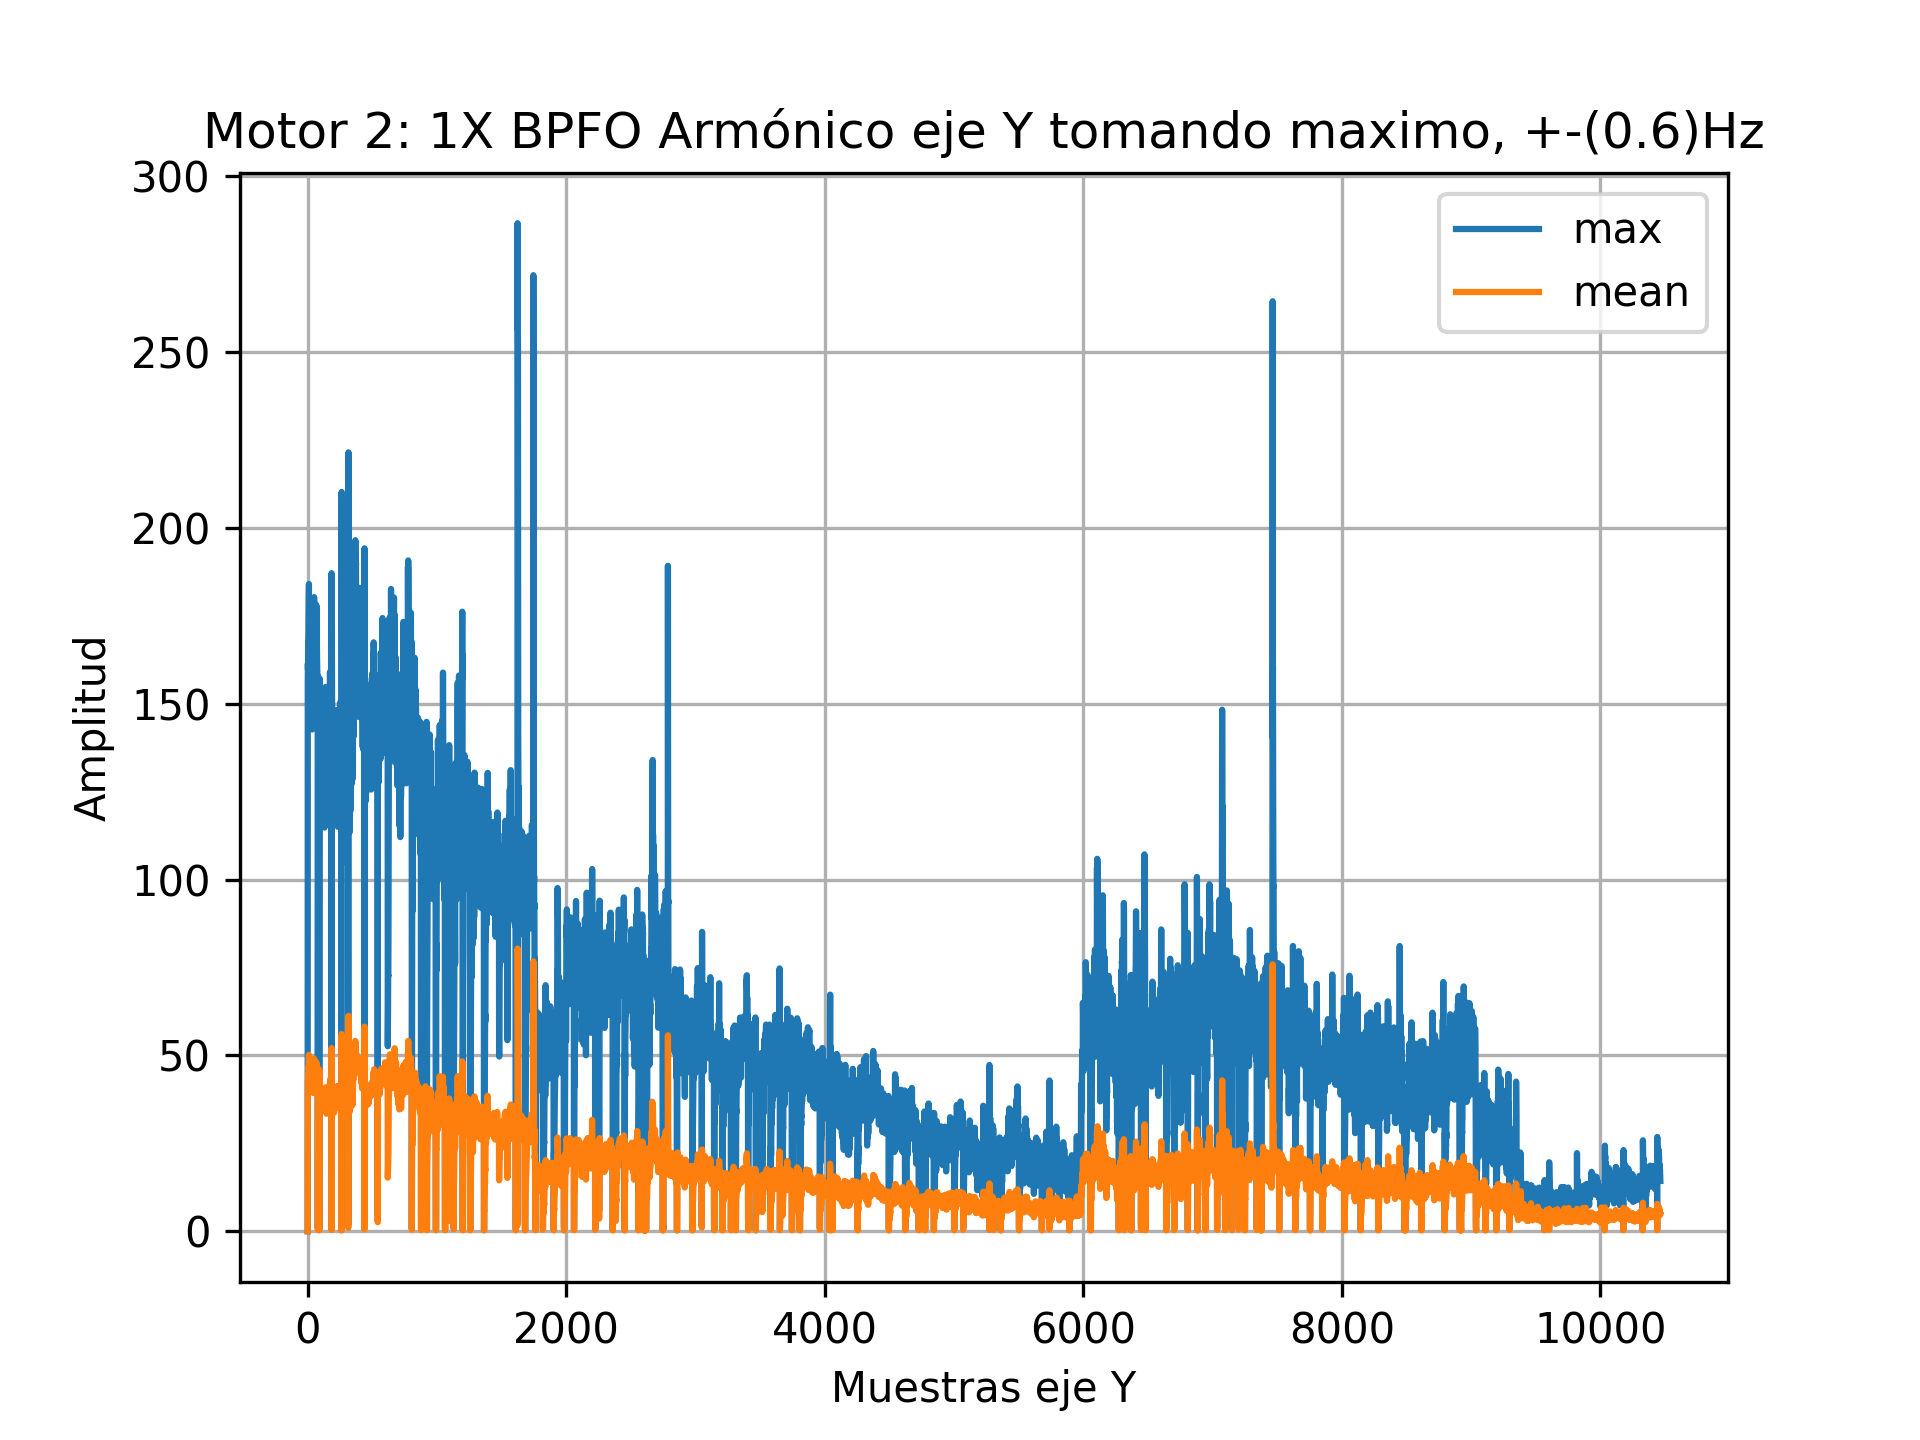 Motor 2: 1X BPFO Armónico eje Y tomando maximo, +-(0.6)Hz
300
250
200
150
100
50
0
Amplitud
max
mean
0 2000 4000 6000 8000 10000
Muestras eje Y